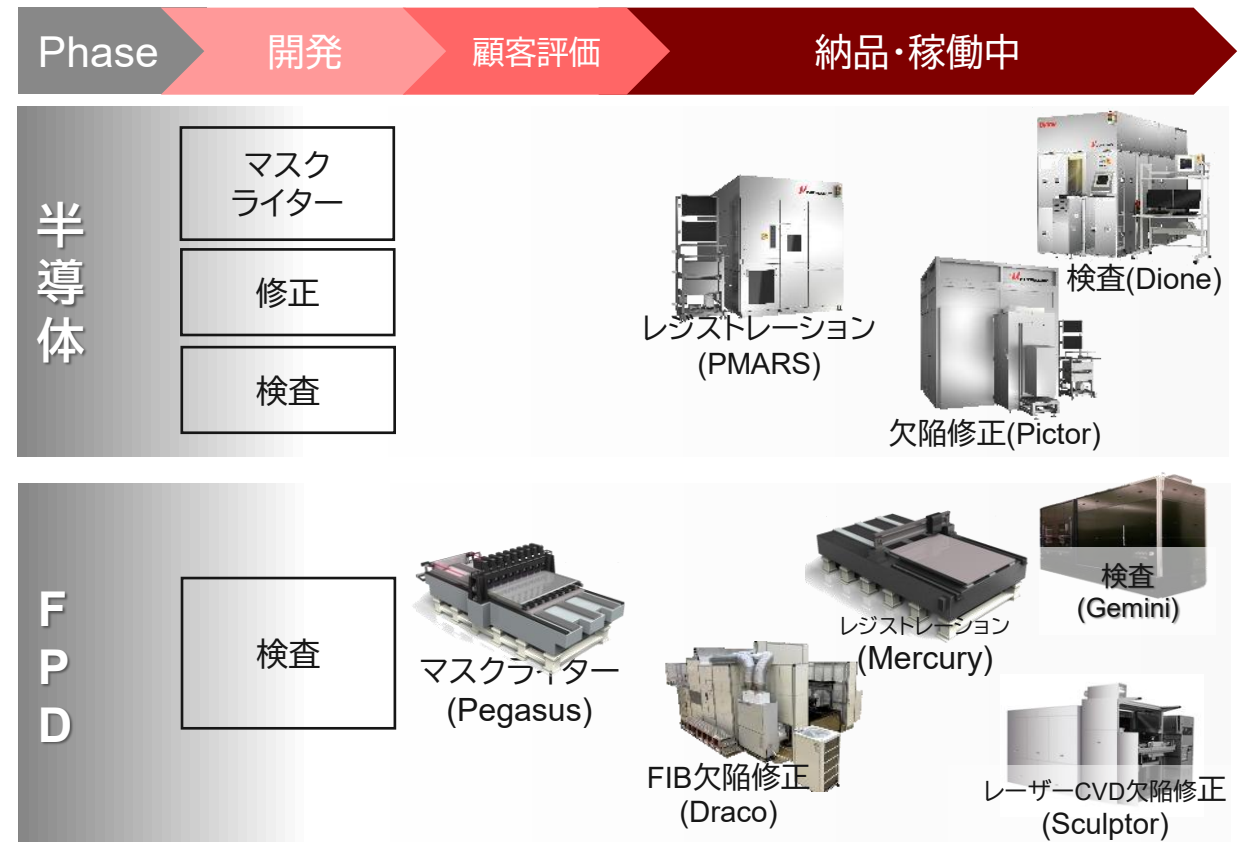 Phase
開発
顧客評価
納品・稼働中
半
導
体
マスク
ライター
修正
検査
レジストレーション
(PMARS)
検査(Dione)
欠陥修正(Pictor)
F
P
D
検査
マスクライター
(Pegasus)
FIB欠陥修正
(Draco)
レジストレーション
(Mercury)
検査
(Gemini)
レーザーCVD欠陥修正
(Sculptor)